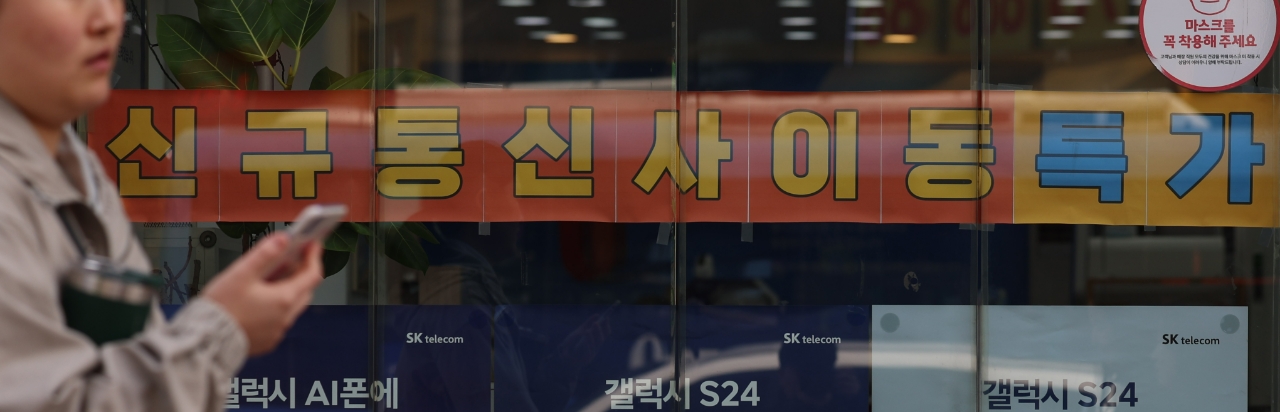 마스크를
꼭 착용해 주세요
신규통신사이동특가
SK telecom
갤럭시 AI폰에
SK telecom
갤럭시 S24
SK telecom
갤럭시 S24